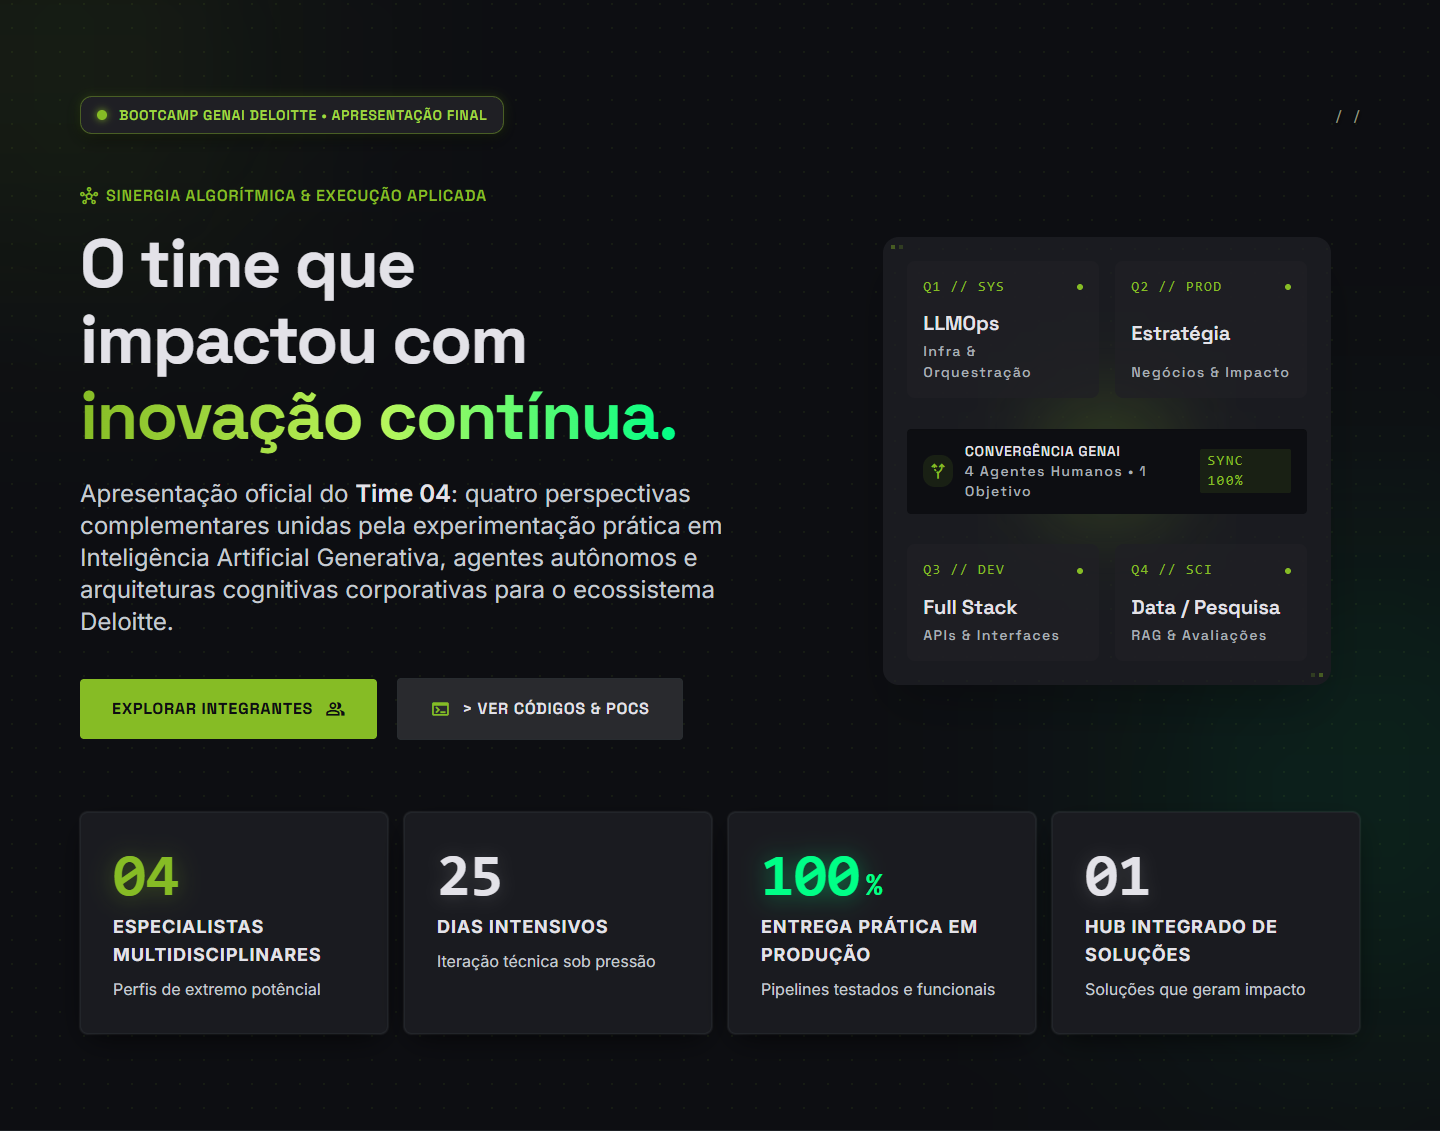 BOOTCAMP GENAI DELOITTE • APRESENTAÇÃO FINAL
/ /
SINERGIA ALGORÍTMICA & EXECUÇÃO APLICADA
O time que
impactou com
inovação contínua.
Apresentação oficial do Time 04: quatro perspectivas
complementares unidas pela experimentação prática em
Inteligência Artificial Generativa, agentes autônomos e
arquiteturas cognitivas corporativas para o ecossistema
Deloitte.
EXPLORAR INTEGRANTES
> VER CÓDIGOS & POCS
Q1 // SYS
LLMOps
Infra &
Orquestração
Q2 // PROD
Estratégia
Negócios & Impacto
CONVERGÊNCIA GENAI
4 Agentes Humanos • 1
Objetivo
SYNC
100%
Q3 // DEV
Full Stack
APIs & Interfaces
Q4 // SCI
Data / Pesquisa
RAG & Avaliações
04
ESPECIALISTAS
MULTIDISCIPLINARES
Perfis de extremo potêncial
25
DIAS INTENSIVOS
Iteração técnica sob pressão
100%
ENTREGA PRÁTICA EM
PRODUÇÃO
Pipelines testados e funcionais
01
HUB INTEGRADO DE
SOLUÇÕES
Soluções que geram impacto